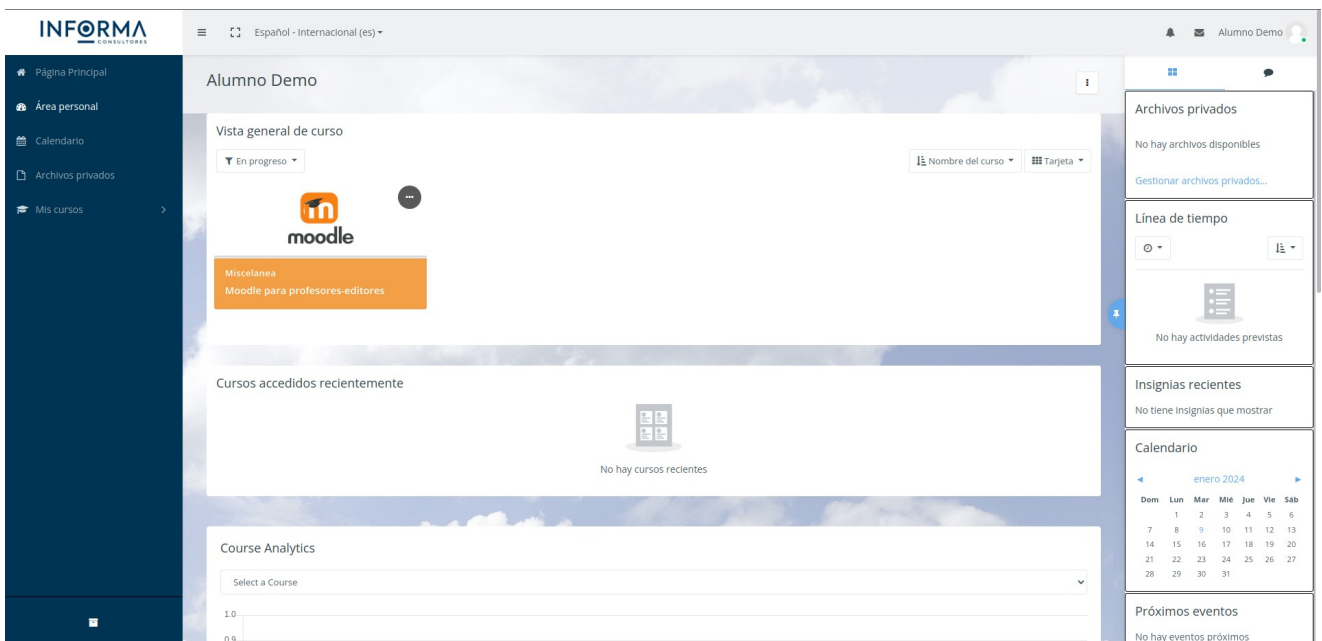 INFORMA
CONSULTORES
Español - Internacional (es)
Alumno Demo
Página Principal
Área personal
Calendario
Archivos privados
Mis cursos
Alumno Demo
Vista general de curso
En progreso
Nombre del curso
Tarjeta
moodle
Miscelanea
Moodle para profesores-editores
Cursos accedidos recientemente
No hay cursos recientes
Course Analytics
Select a Course
1.0
0.9
Archivos privados
No hay archivos disponibles
Gestionar archivos privados...
Línea de tiempo
No hay actividades previstas
Insignias recientes
No tiene insignias que mostrar
Calendario
◄ enero 2024 ►
Dom Lun Mar Mié Jue Vie Sáb
1 2 3 4 5 6
7 8 9 10 11 12 13
14 15 16 17 18 19 20
21 22 23 24 25 26 27
28 29 30 31
Próximos eventos
No hay eventos próximos